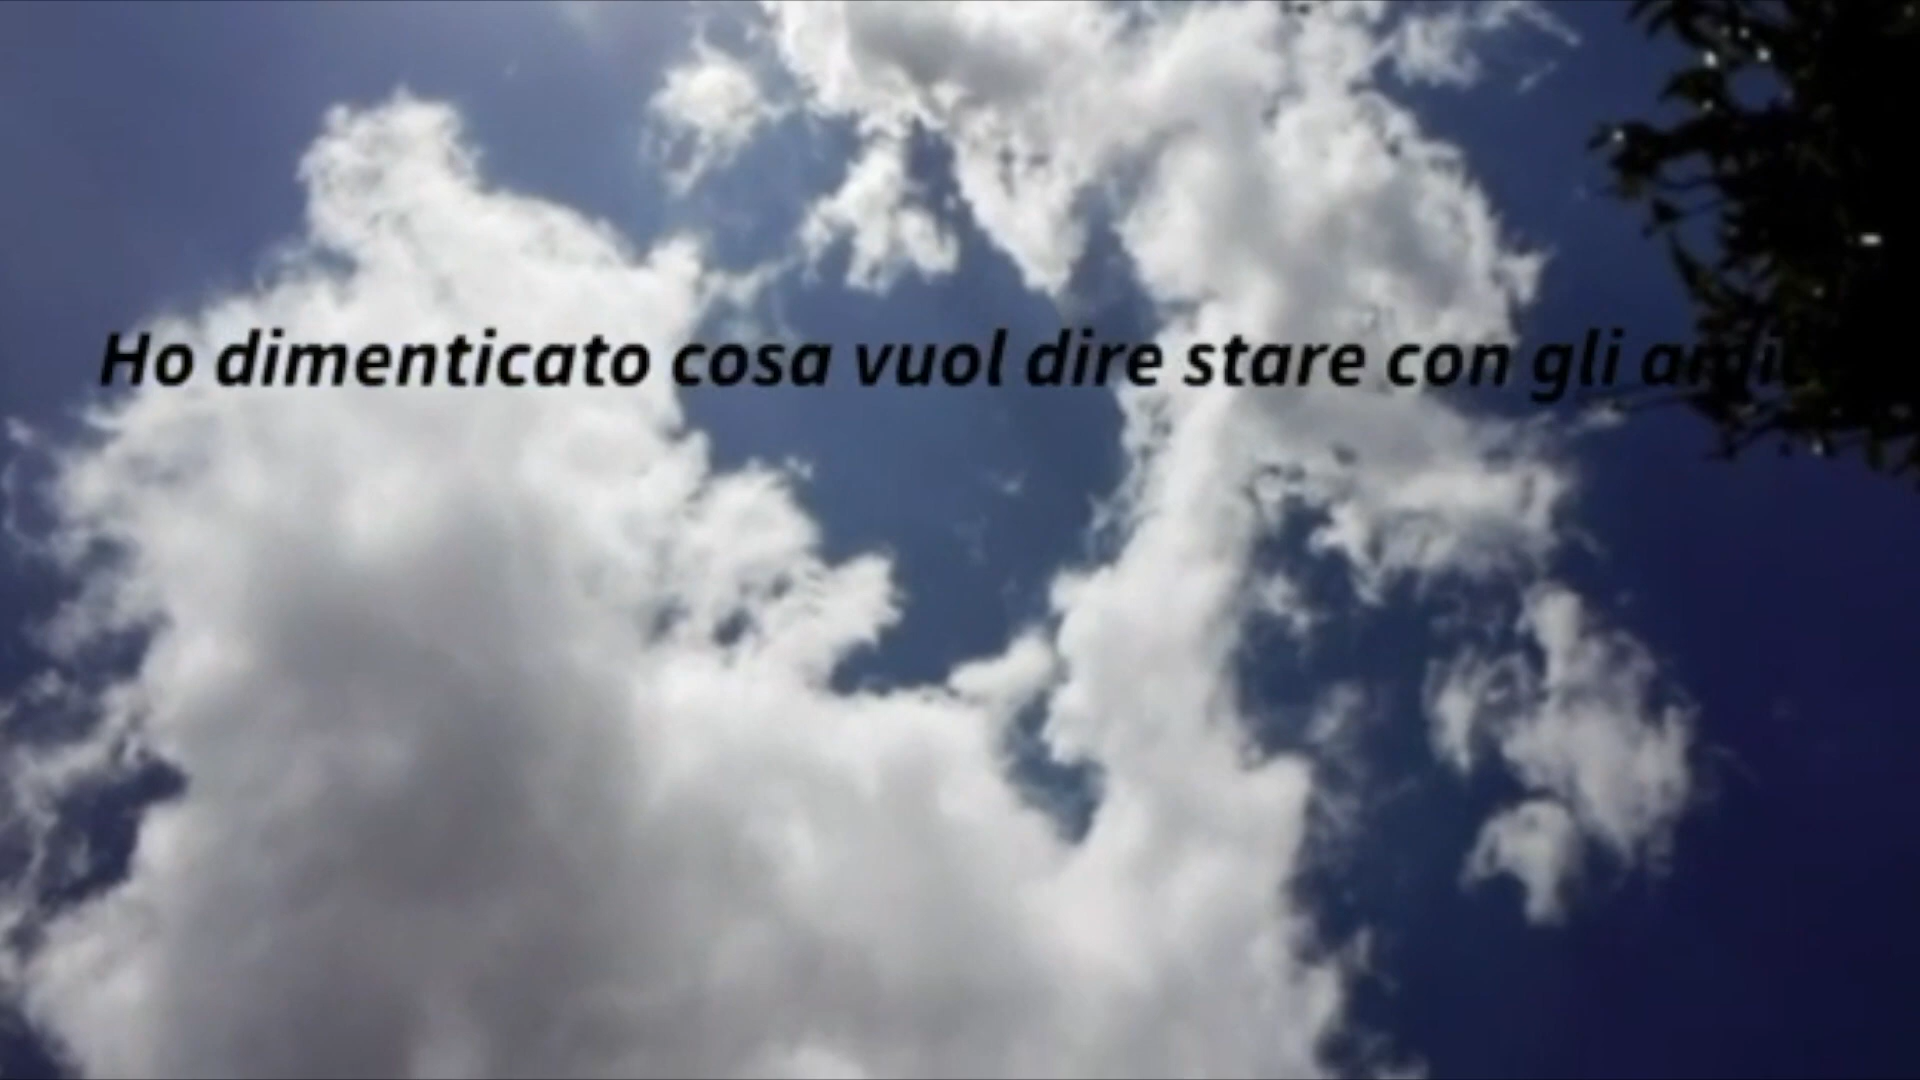 Ho dimenticato cosa vuol dire stare con gli